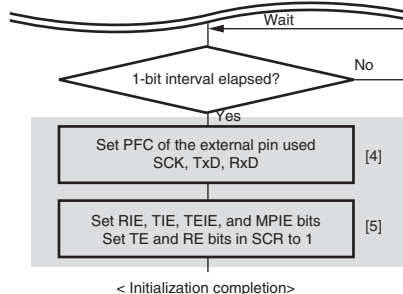 Wait
1-bit interval elapsed?
No
Yes
Set PFC of the external pin used
SCK, TxD, RxD
[4]
Set RIE, TIE, TEIE, and MPIE bits
Set TE and RE bits in SCR to 1
[5]
< Initialization completion>